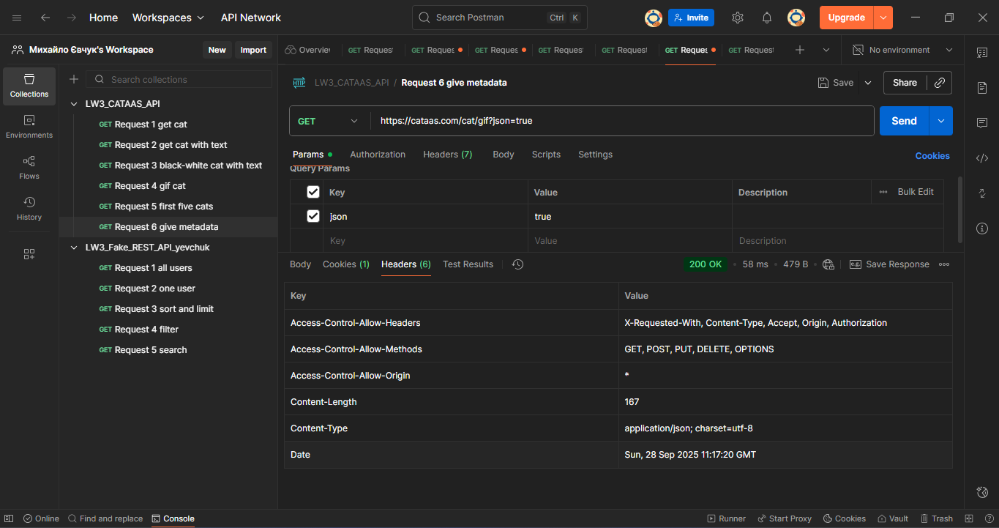 Home Workspaces API Network Search Postman Ctrl K Invite Upgrade
Михайло Євчук's Workspace New Import Overview GET Request GET Request GET Request GET Request GET Request GET Request GET Request No environment
Collections
Environments
Flows
History
Search collections
LW3_CATAAS_API
GET Request 1 get cat
GET Request 2 get cat with text
GET Request 3 black-white cat with text
GET Request 4 gif cat
GET Request 5 first five cats
GET Request 6 give metadata
LW3_Fake_REST_API_yevchuk
GET Request 1 all users
GET Request 2 one user
GET Request 3 sort and limit
GET Request 4 filter
GET Request 5 search
HTTP LW3_CATAAS_API / Request 6 give metadata Save Share
GET https://cataas.com/cat/gif?json=true Send
Params Authorization Headers (7) Body Scripts Settings Cookies
Query Params
Key Value Description Bulk Edit
json true
Key Value Description
Body Cookies (1) Headers (6) Test Results 200 OK 58 ms 479 B e.g. Save Response
Key Value
Access-Control-Allow-Headers X-Requested-With, Content-Type, Accept, Origin, Authorization
Access-Control-Allow-Methods GET, POST, PUT, DELETE, OPTIONS
Access-Control-Allow-Origin *
Content-Length 167
Content-Type application/json; charset=utf-8
Date Sun, 28 Sep 2025 11:17:20 GMT
Online Find and replace Console Runner Start Proxy Cookies Vault Trash